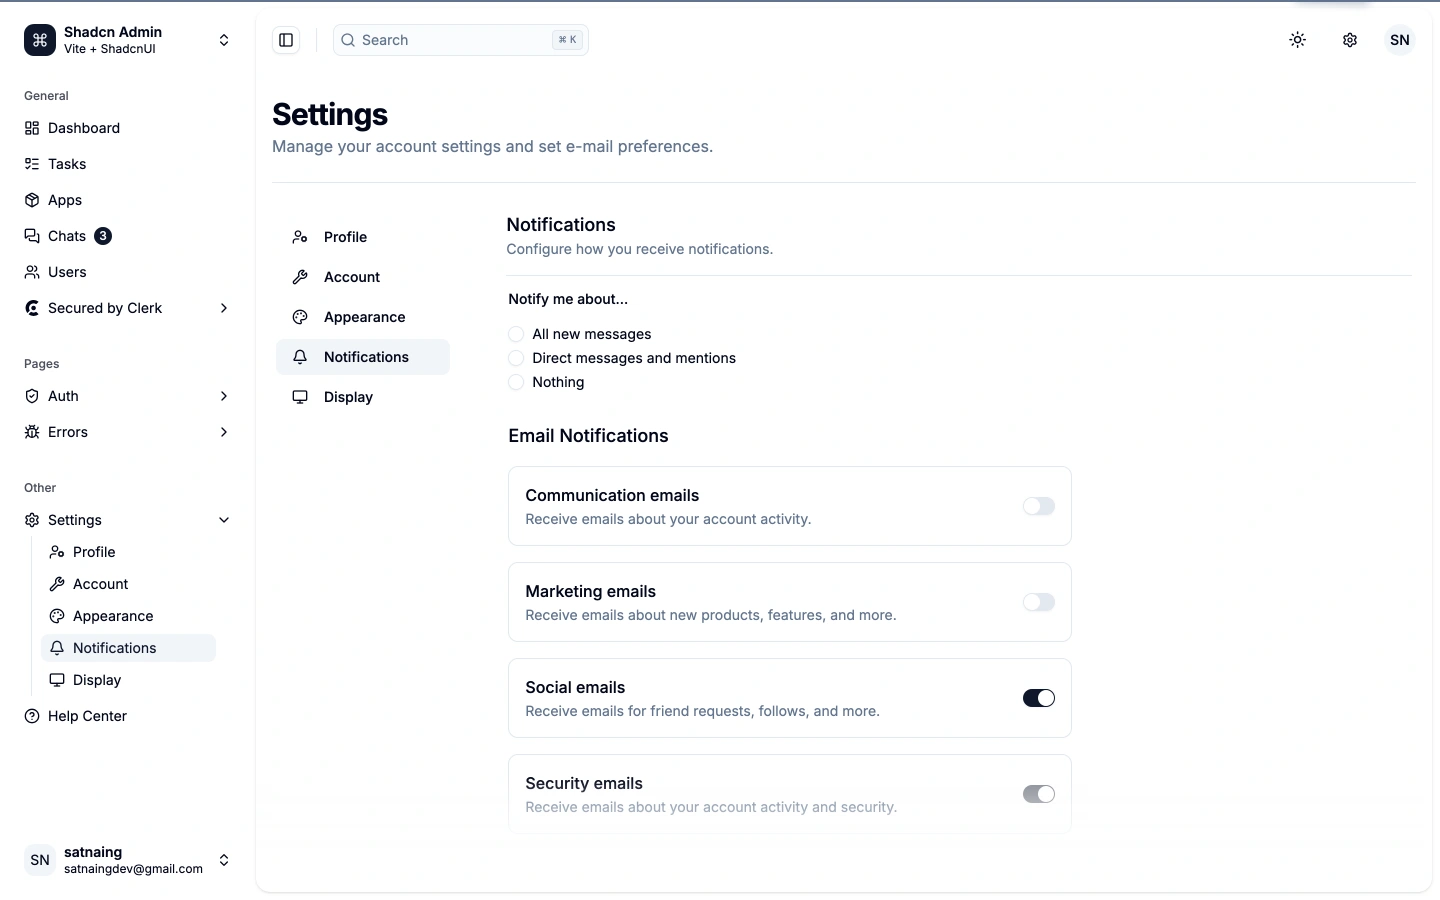 Shadcn Admin
Vite + ShadcnUI
General
Dashboard
Tasks
Apps
Chats 3
Users
Secured by Clerk
Pages
Auth
Errors
Other
Settings
Profile
Account
Appearance
Notifications
Display
Help Center
SN
satnaing
satnaingdev@gmail.com
Search ⌘ K
SN
Settings
Manage your account settings and set e-mail preferences.
Profile
Account
Appearance
Notifications
Display
Notifications
Configure how you receive notifications.
Notify me about...
All new messages
Direct messages and mentions
Nothing
Email Notifications
Communication emails
Receive emails about your account activity.
Marketing emails
Receive emails about new products, features, and more.
Social emails
Receive emails for friend requests, follows, and more.
Security emails
Receive emails about your account activity and security.